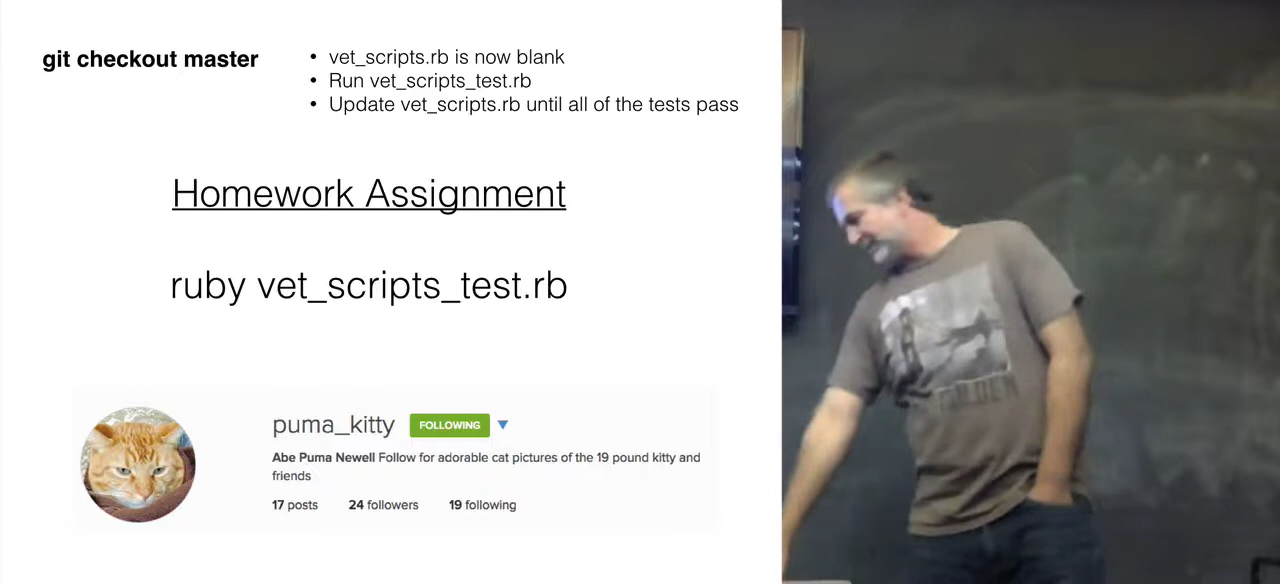 git checkout master
• vet_scripts.rb is now blank
• Run vet_scripts_test.rb
• Update vet_scripts.rb until all of the tests pass
Homework Assignment
ruby vet_scripts_test.rb
puma_kitty FOLLOWING
Abe Puma Newell Follow for adorable cat pictures of the 19 pound kitty and
friends
17 posts 24 followers 19 following